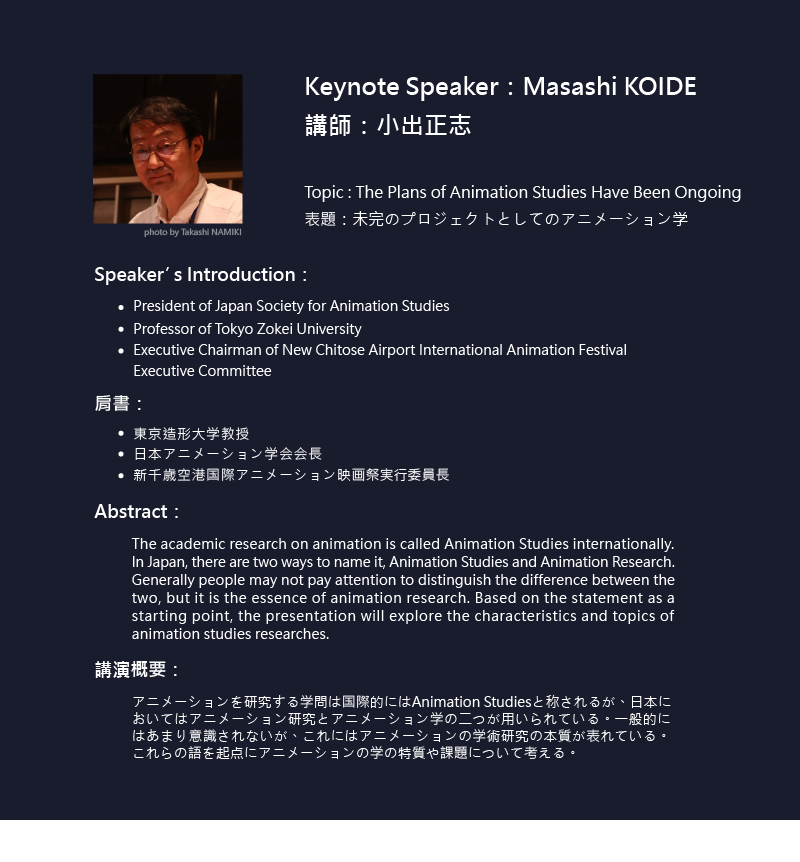 Keynote Speaker：Masashi KOIDE
講師：小出正志
Topic : The Plans of Animation Studies Have Been Ongoing
表題：未完のプロジェクトとしてのアニメーション学
photo by Takashi NAMIKI
Speaker’s Introduction：
• President of Japan Society for Animation Studies
• Professor of Tokyo Zokei University
• Executive Chairman of New Chitose Airport International Animation Festival
Executive Committee
肩書：
• 東京造形大学教授
• 日本アニメーション学会会長
• 新千歳空港国際アニメーション映画祭実行委員長
Abstract：
The academic research on animation is called Animation Studies internationally.
In Japan, there are two ways to name it, Animation Studies and Animation Research.
Generally people may not pay attention to distinguish the difference between the
two, but it is the essence of animation research. Based on the statement as a
starting point, the presentation will explore the characteristics and topics of
animation studies researches.
講演概要：
アニメーションを研究する学問は国際的にはAnimation Studiesと称されるが、日本に
おいてはアニメーション研究とアニメーション学の二つが用いられている。一般的に
はあまり意識されないが、これにはアニメーションの学術研究の本質が表れている。
これらの語を起点にアニメーションの学の特質や課題について考える。